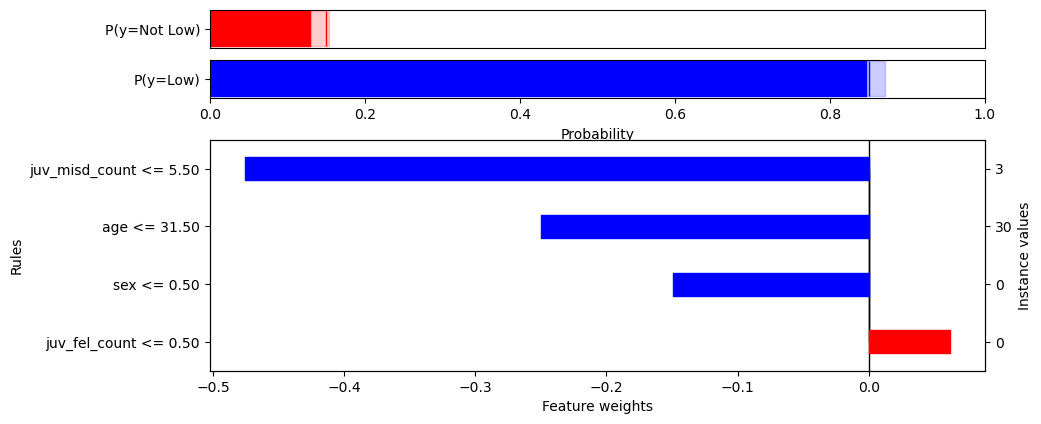 P(y=Not Low)
P(y=Low)
0.0 0.2 0.4 0.6 0.8 1.0
Probability
juv_misd_count <= 5.50 3
age <= 31.50 30
sex <= 0.50 0
juv_fel_count <= 0.50 0
Rules
Instance values
−0.5 −0.4 −0.3 −0.2 −0.1 0.0
Feature weights